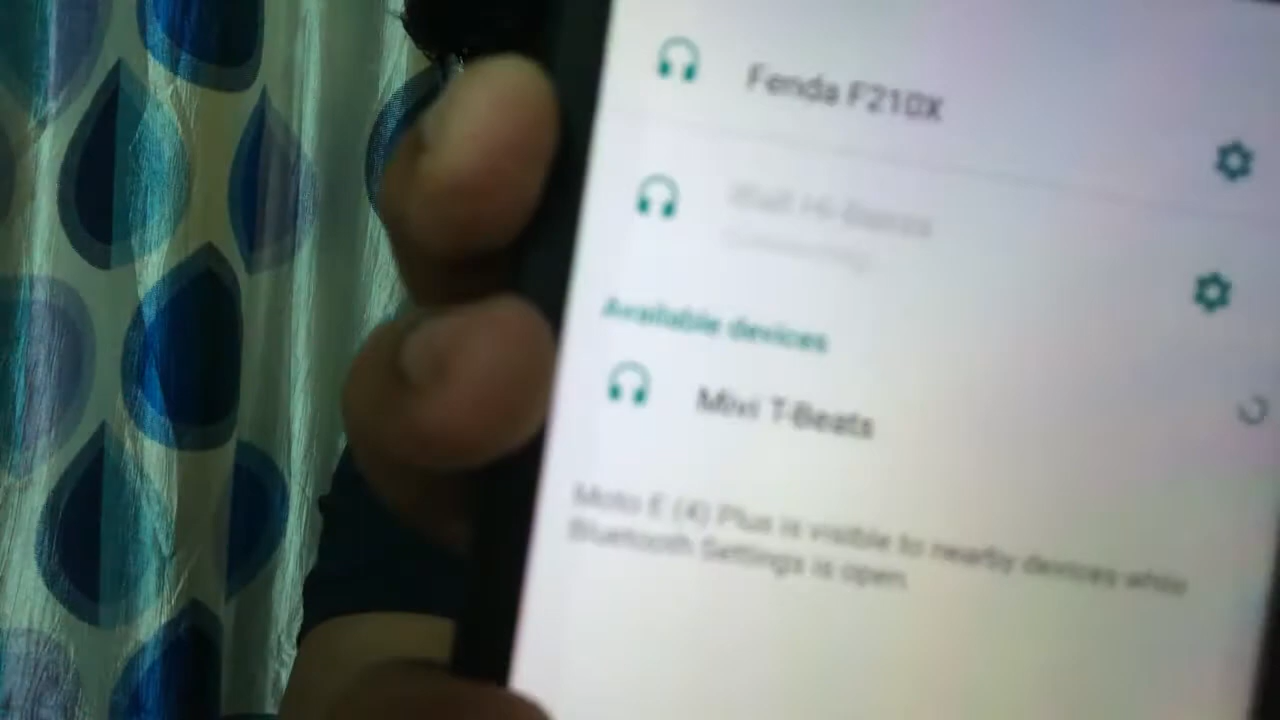 Fenda F210X
Available devices
Mivi T-Beats
Moto E (4) Plus is visible to nearby devices while
Bluetooth Settings is open.